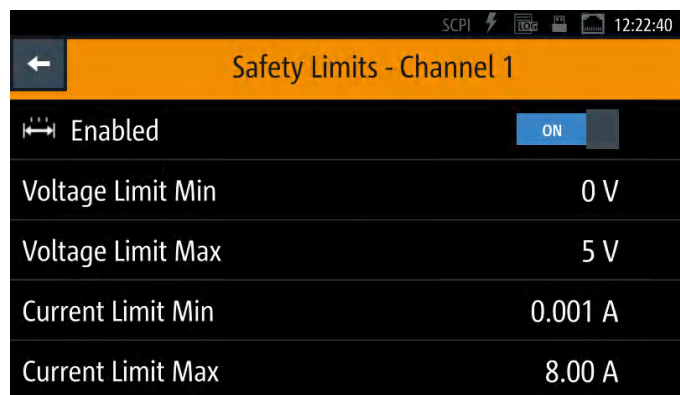 SCPI LOG 12:22:40
Safety Limits - Channel 1
Enabled ON
Voltage Limit Min 0 V
Voltage Limit Max 5 V
Current Limit Min 0.001 A
Current Limit Max 8.00 A